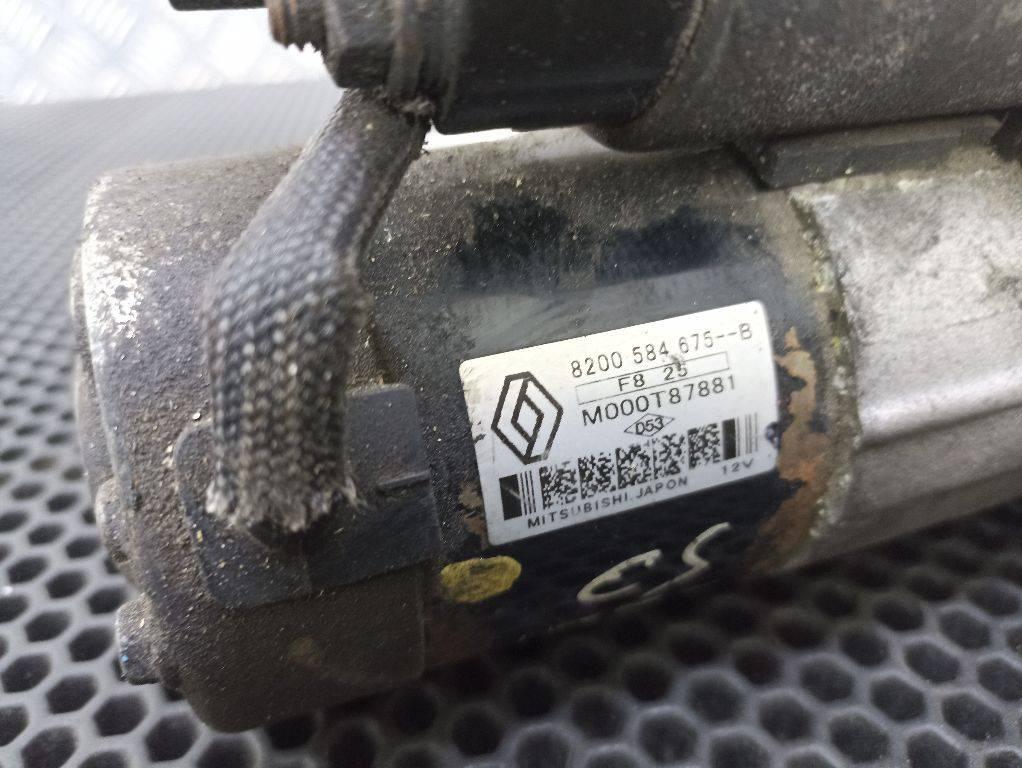 8200 584 675--B
F8 25
M000T87881
D53
12V
MITSUBISHI.JAPON